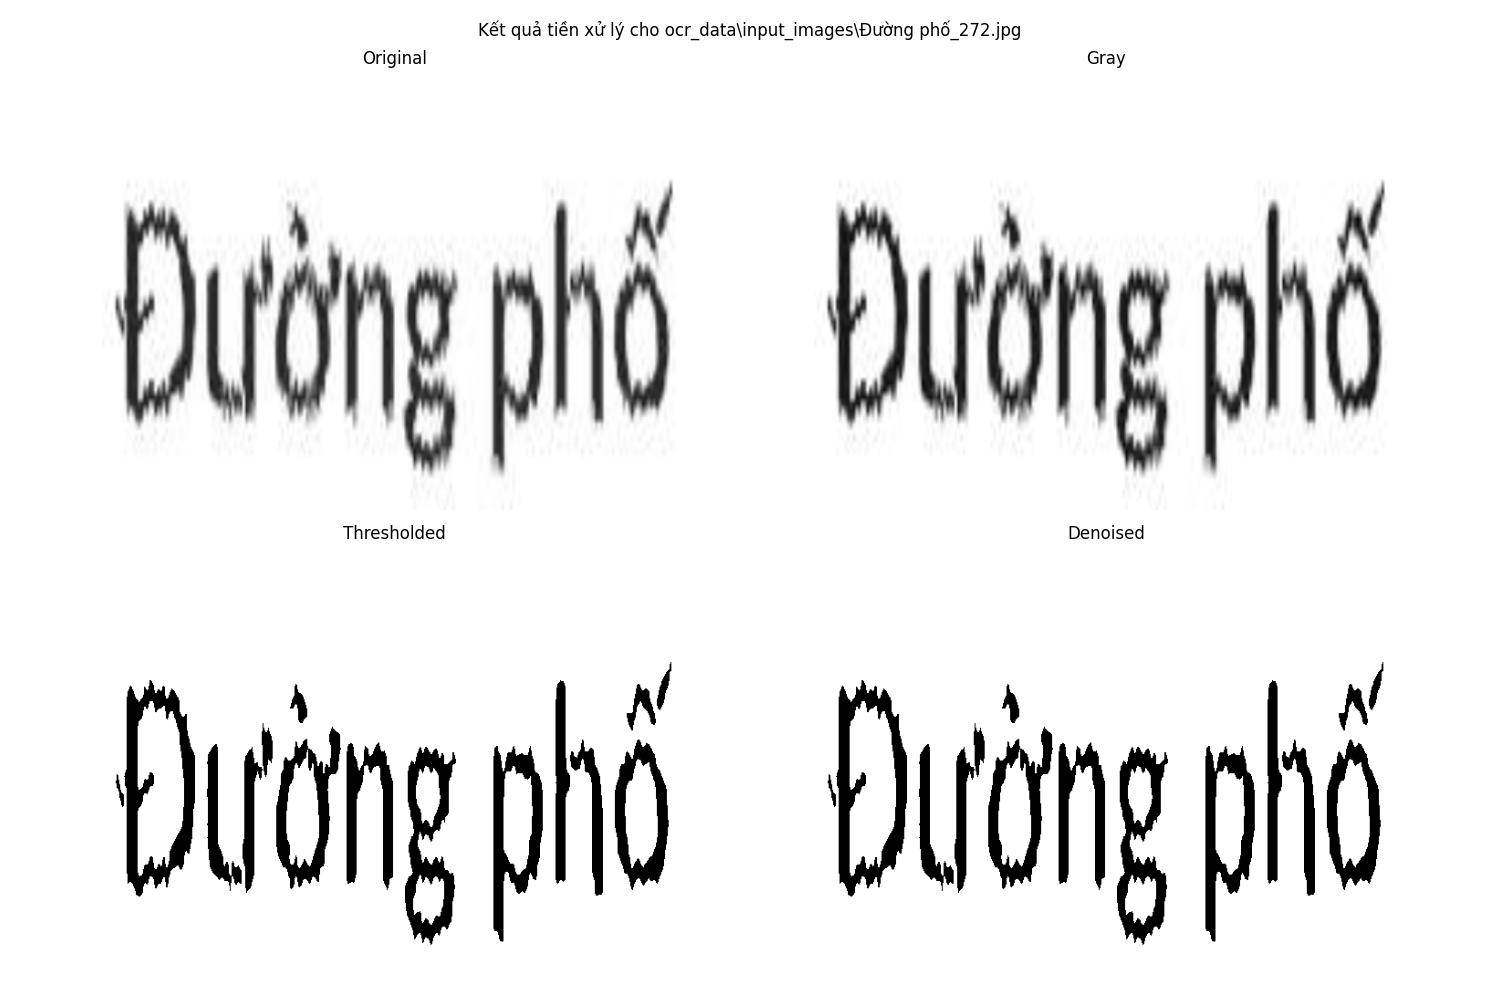 Kết quả tiền xử lý cho ocr_data\input_images\Đường phố_272.jpg
Original
Gray
Đường phố
Đường phố
Thresholded
Denoised
Đường phố
Đường phố